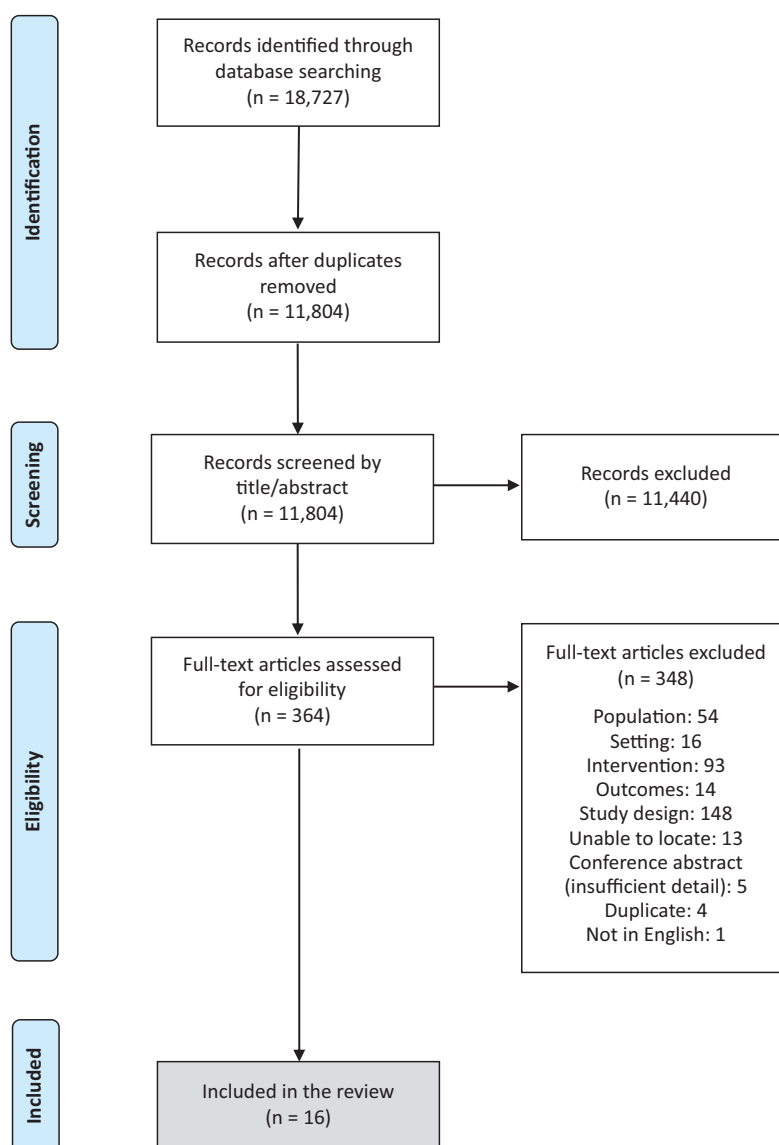 Identification
Records identified through
database searching
(n = 18,727)
Records after duplicates
removed
(n = 11,804)
Screening
Records screened by
title/abstract
(n = 11,804)
Records excluded
(n = 11,440)
Eligibility
Full-text articles assessed
for eligibility
(n = 364)
Full-text articles excluded
(n = 348)
Population: 54
Setting: 16
Intervention: 93
Outcomes: 14
Study design: 148
Unable to locate: 13
Conference abstract
(insufficient detail): 5
Duplicate: 4
Not in English: 1
Included
Included in the review
(n = 16)